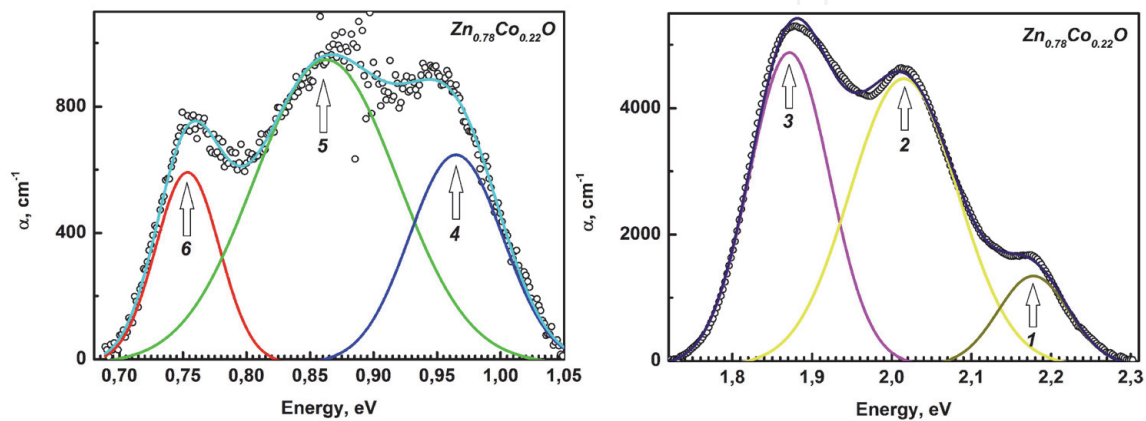 Zn0.78Co0.22O
800
400
0
α, cm-1
5
4
6
0,70 0,75 0,80 0,85 0,90 0,95 1,00 1,05
Energy, eV
Zn0.78Co0.22O
4000
2000
0
α, cm-1
3
2
1
1,8 1,9 2,0 2,1 2,2 2,3
Energy, eV